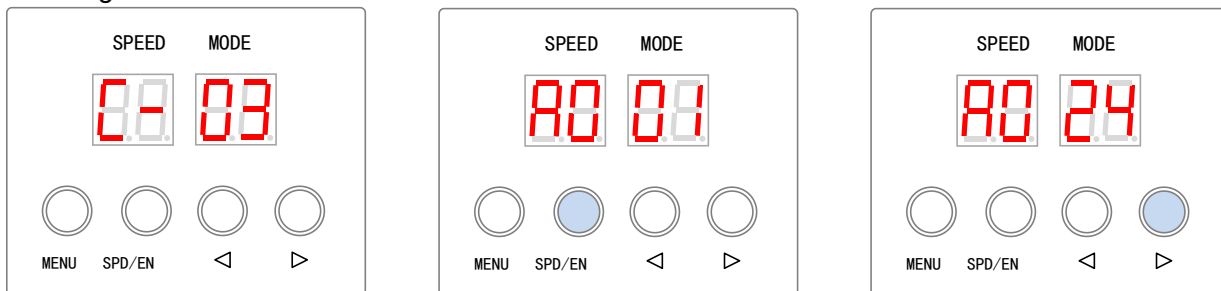 SPEED MODE
C- 03
MENU SPD/EN
SPEED MODE
A0 01
MENU SPD/EN
SPEED MODE
A0 24
MENU SPD/EN